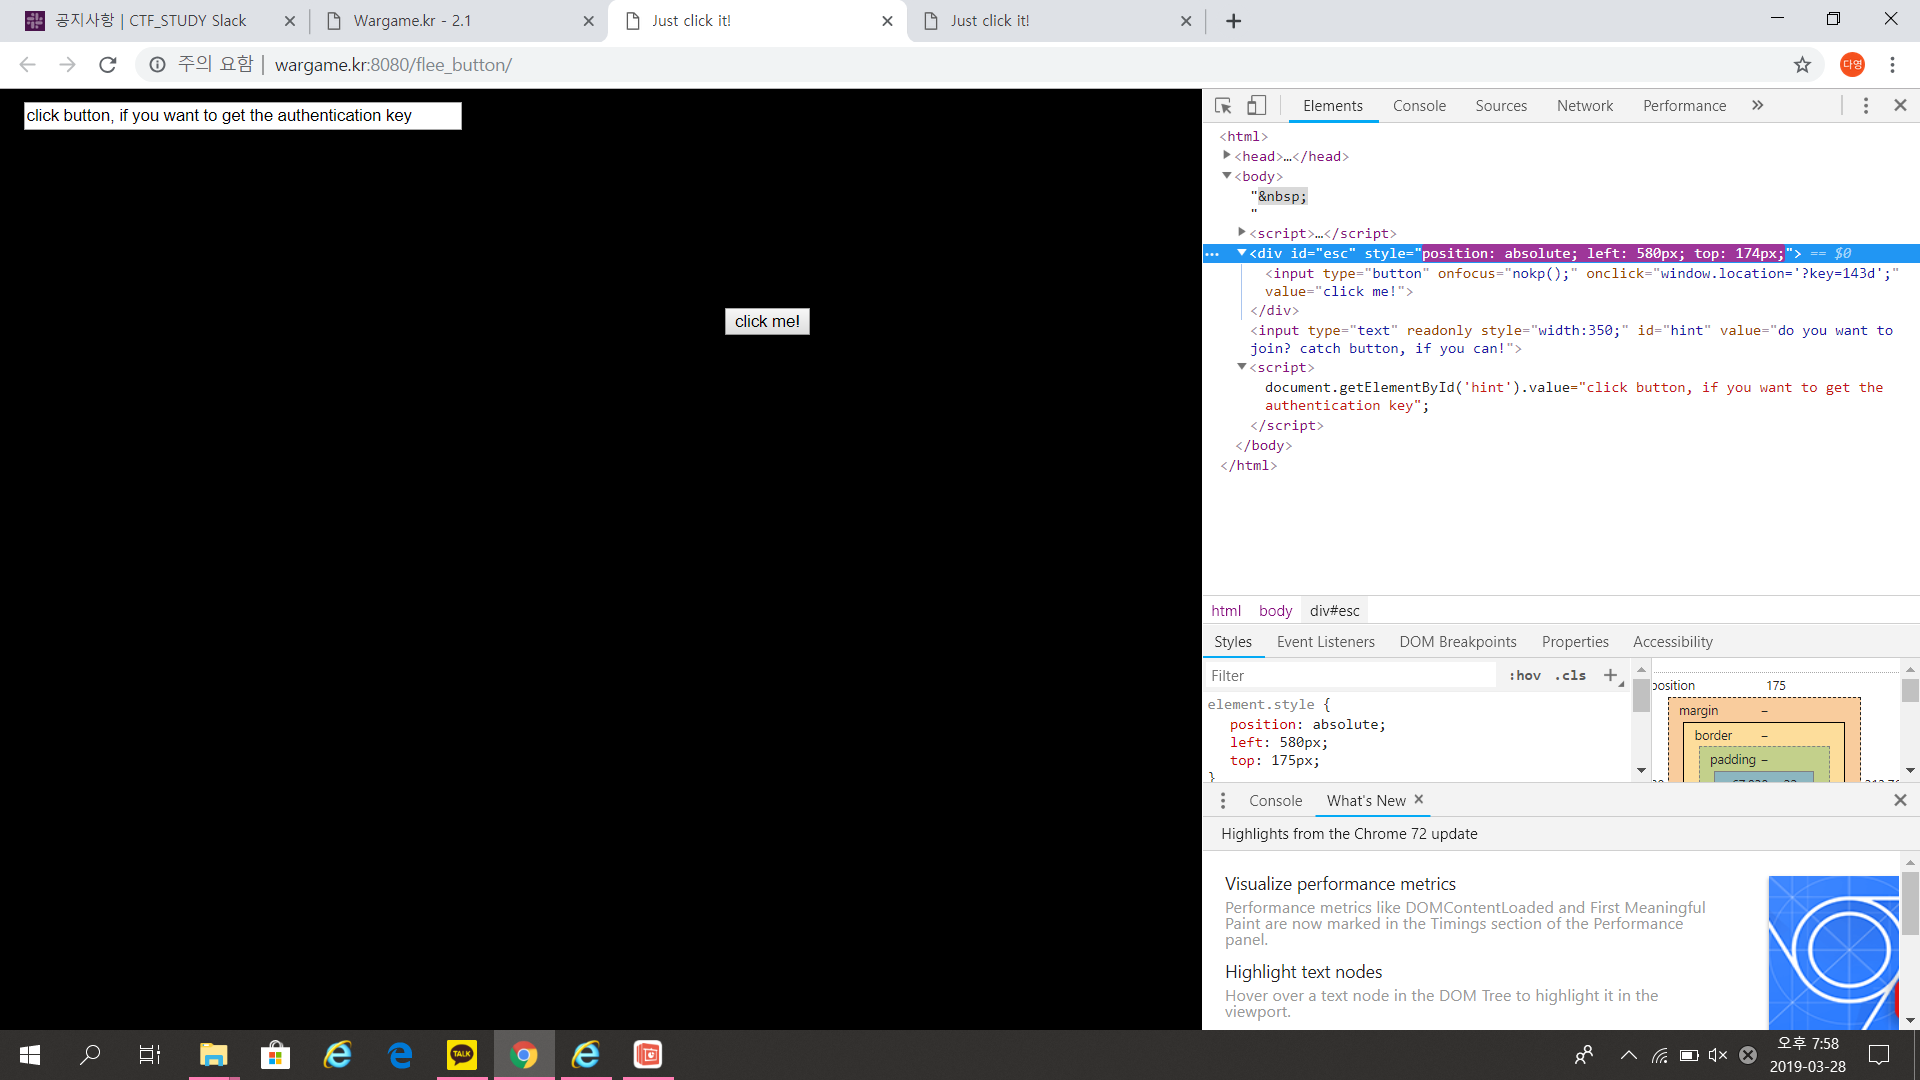 공지사항 | CTF_STUDY Slack
Wargame.kr - 2.1
Just click it!
Just click it!
주의 요함 | wargame.kr:8080/flee_button/
다영
click button, if you want to get the authentication key
click me!
Elements Console Sources Network Performance »
<html>
<head>…</head>
<body>
"&nbsp;
"
<script>…</script>
<div id="esc" style="position: absolute; left: 580px; top: 174px;"> == $0
<input type="button" onfocus="nokp();" onclick="window.location='?key=143d';"
value="click me!">
</div>
<input type="text" readonly style="width:350;" id="hint" value="do you want to
join? catch button, if you can!">
<script>
document.getElementById('hint').value="click button, if you want to get the
authentication key";
</script>
</body>
</html>
html body div#esc
Styles Event Listeners DOM Breakpoints Properties Accessibility
Filter :hov .cls +
element.style {
position: absolute;
left: 580px;
top: 175px;
}
position 175
margin –
border –
padding –
Console What's New
Highlights from the Chrome 72 update
Visualize performance metrics
Performance metrics like DOMContentLoaded and First Meaningful
Paint are now marked in the Timings section of the Performance
panel.
Highlight text nodes
Hover over a text node in the DOM Tree to highlight it in the
viewport.
TALK
오후 7:58
2019-03-28